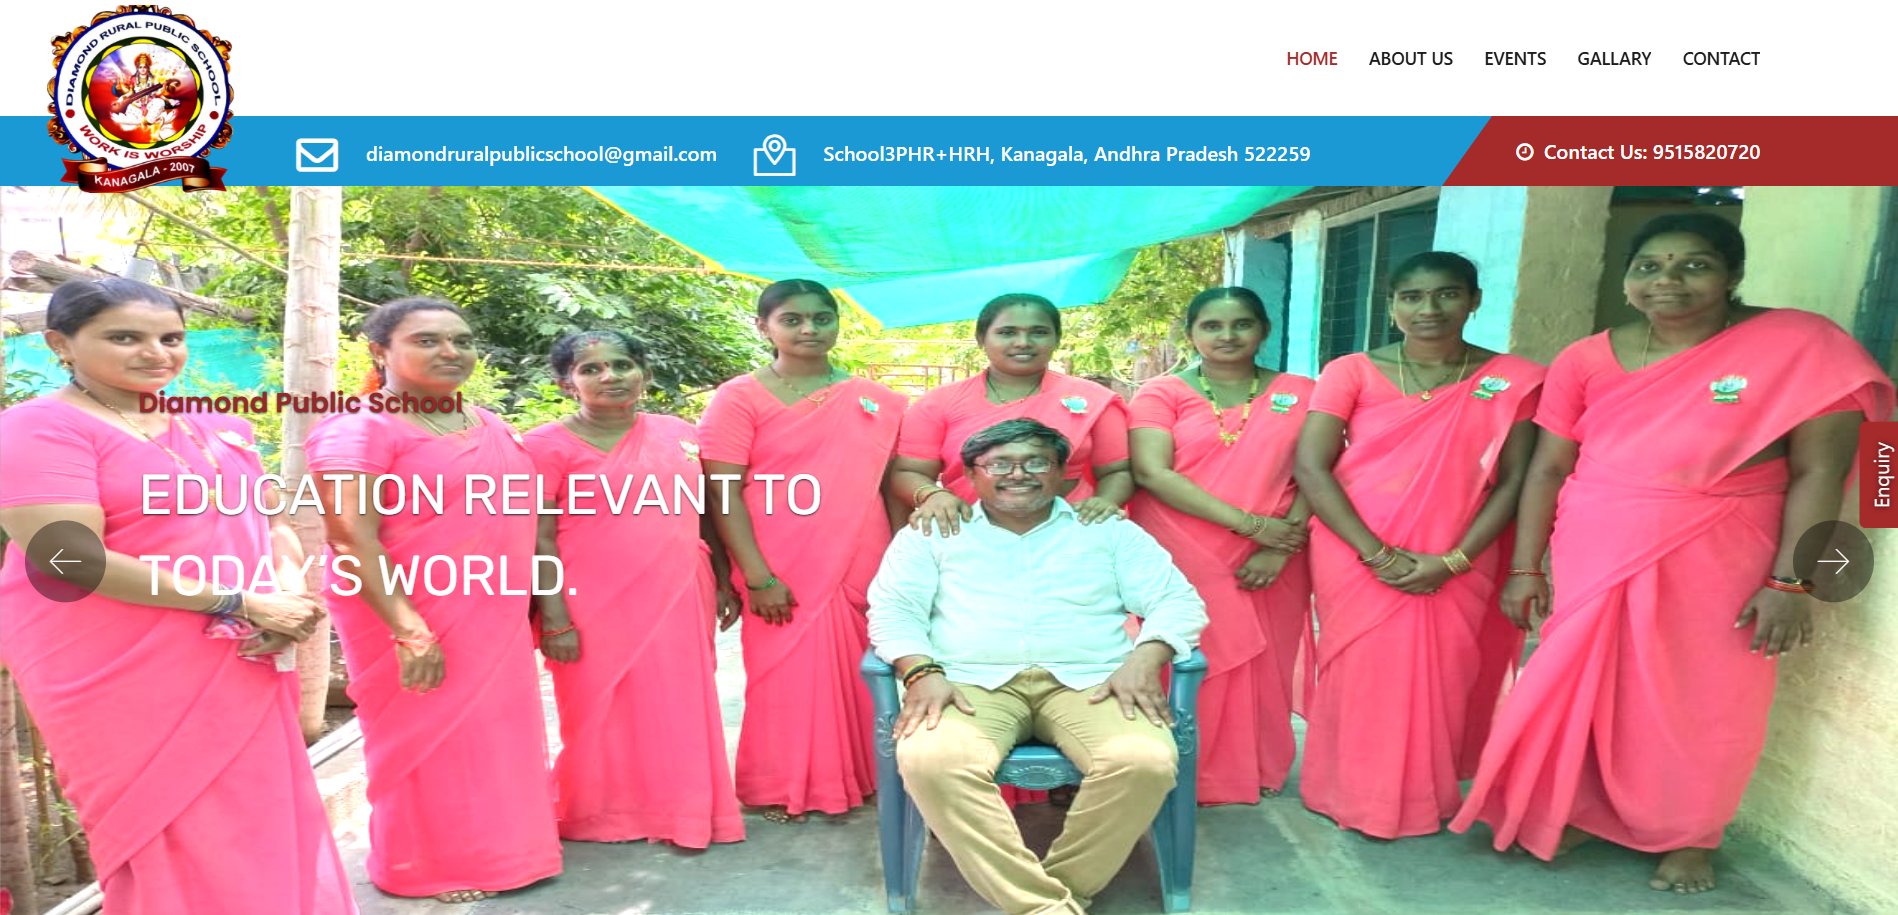 DIAMOND RURAL PUBLIC SCHOOL
WORK IS WORSHIP
KANAGALA - 2007
HOME ABOUT US EVENTS GALLARY CONTACT
diamondruralpublicschool@gmail.com School3PHR+HRH, Kanagala, Andhra Pradesh 522259 Contact Us: 9515820720
Diamond Public School
EDUCATION RELEVANT TO
TODAY'S WORLD.
Enquiry